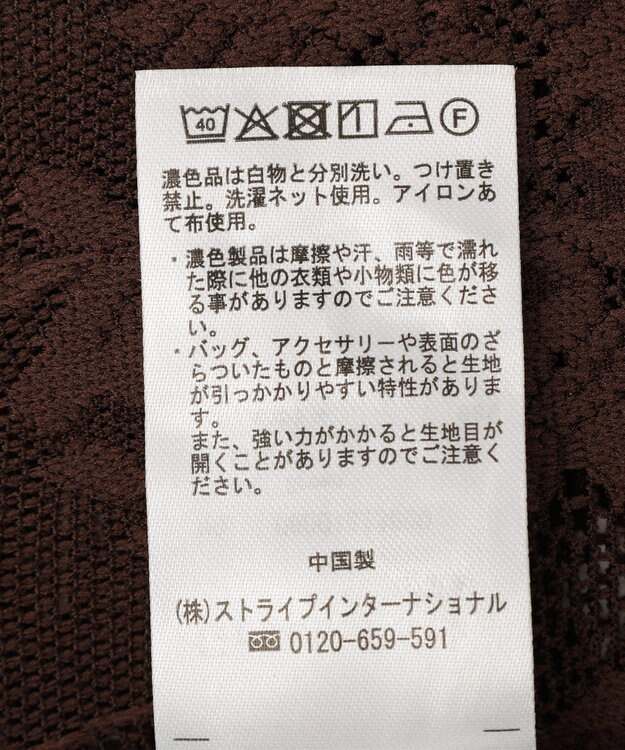 40 F
濃色品は白物と分別洗い。つけ置き
禁止。洗濯ネット使用。アイロンあ
て布使用。
・濃色製品は摩擦や汗、雨等で濡れ
た際に他の衣類や小物類に色が移
る事がありますのでご注意くださ
い。
・バッグ、アクセサリーや表面のざ
らついたものと摩擦されると生地
が引っかかりやすい特性がありま
す。
また、強い力がかかると生地目が
開くことがありますのでご注意く
ださい。
中国製
(株)ストライプインターナショナル
0120-659-591